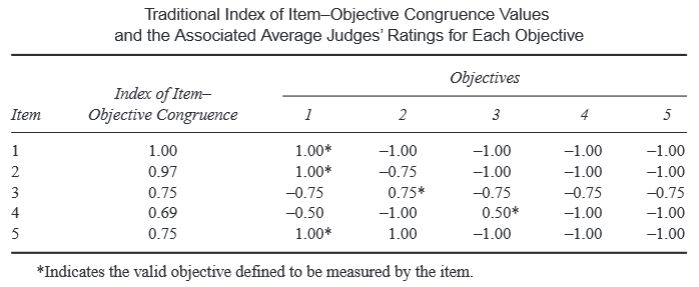 Traditional Index of Item–Objective Congruence Values
and the Associated Average Judges' Ratings for Each Objective
Objectives
Index of Item–
Item Objective Congruence 1 2 3 4 5
1 1.00 1.00* –1.00 –1.00 –1.00 –1.00
2 0.97 1.00* –0.75 –1.00 –1.00 –1.00
3 0.75 –0.75 0.75* –0.75 –0.75 –0.75
4 0.69 –0.50 –1.00 0.50* –1.00 –1.00
5 0.75 1.00* 1.00 –1.00 –1.00 –1.00
*Indicates the valid objective defined to be measured by the item.